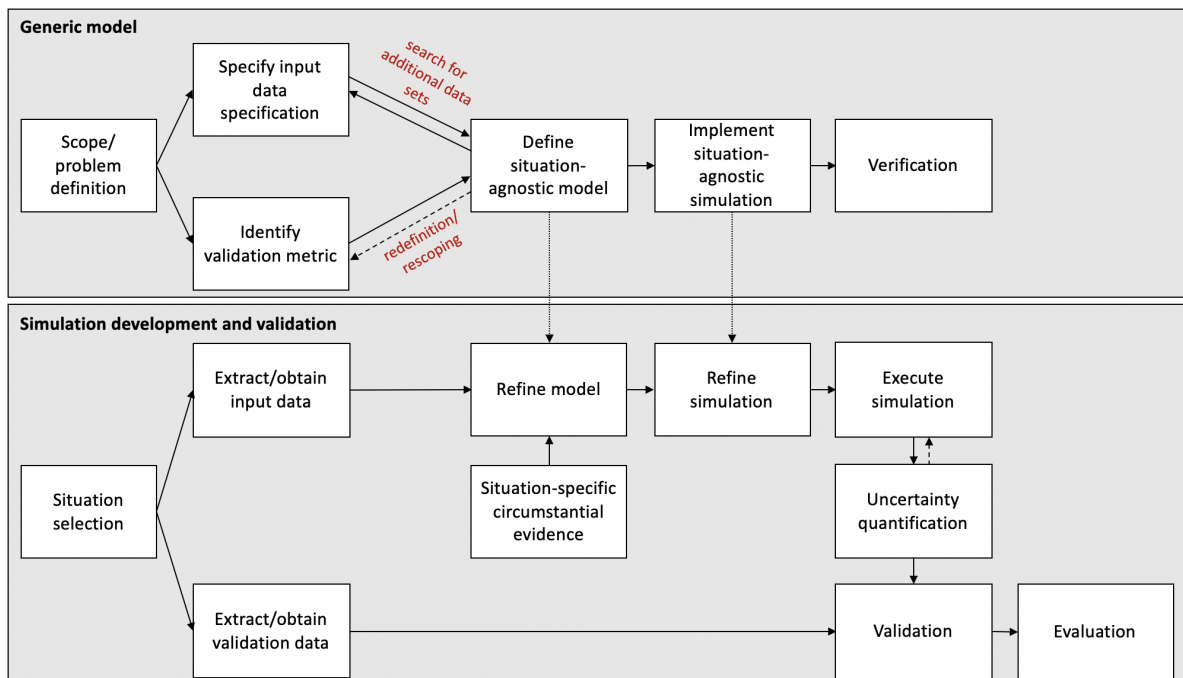 Generic model
Specify input
data
specification
search for
additional data
sets
Scope/
problem
definition
Define
situation-
agnostic model
Implement
situation-
agnostic
simulation
Verification
Identify
validation metric
redefinition/
rescoping
Simulation development and validation
Extract/obtain
input data
Refine model
Refine
simulation
Execute
simulation
Situation
selection
Situation-specific
circumstantial
evidence
Uncertainty
quantification
Extract/obtain
validation data
Validation
Evaluation